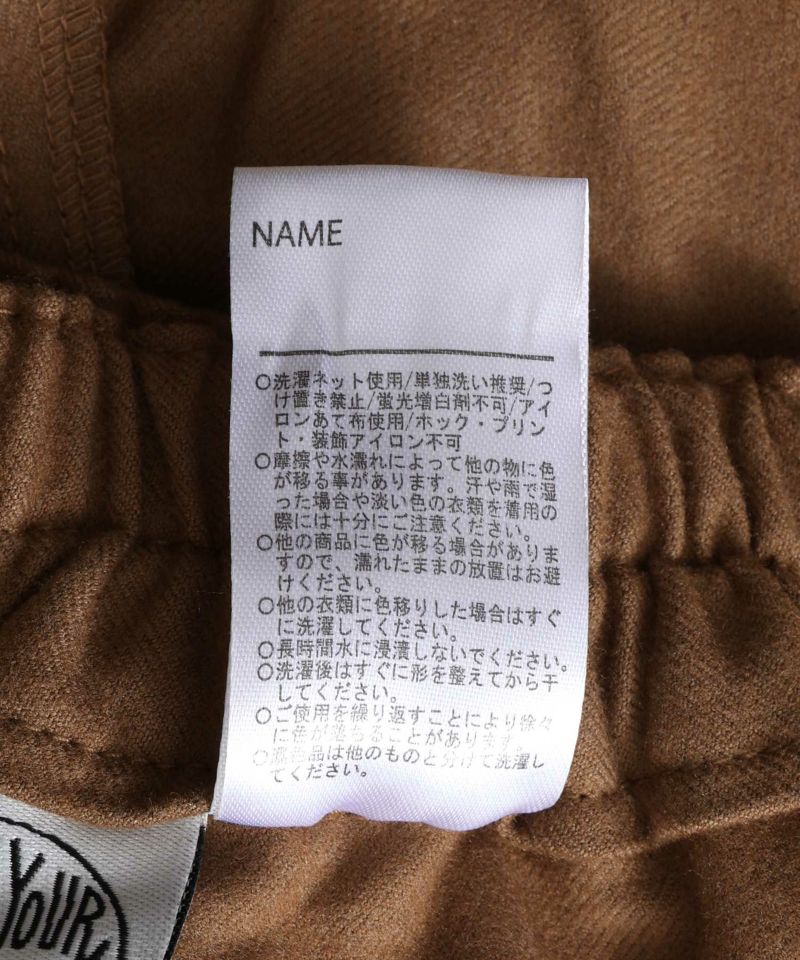 NAME
○洗濯ネット使用/単独洗い推奨/つ
け置き禁止/蛍光増白剤不可/アイ
ロンあて布使用/ホック・プリン
ト・装飾アイロン不可
○摩擦や水濡れによって他の物に色
が移る事があります。汗や雨で湿
った場合や淡い色の衣類を着用の
際には十分にご注意ください。
○他の商品に色が移る場合がありま
すので、濡れたままの放置はお避
けください。
○他の衣類に色移りした場合はすぐ
に洗濯してください。
○長時間水に浸漬しないでください。
○洗濯後はすぐに形を整えてから干
してください。
○ご使用を繰り返すことにより徐々
に色が落ちることがあります。
○濃色品は他のものと分けて洗濯し
てください。
YOUR